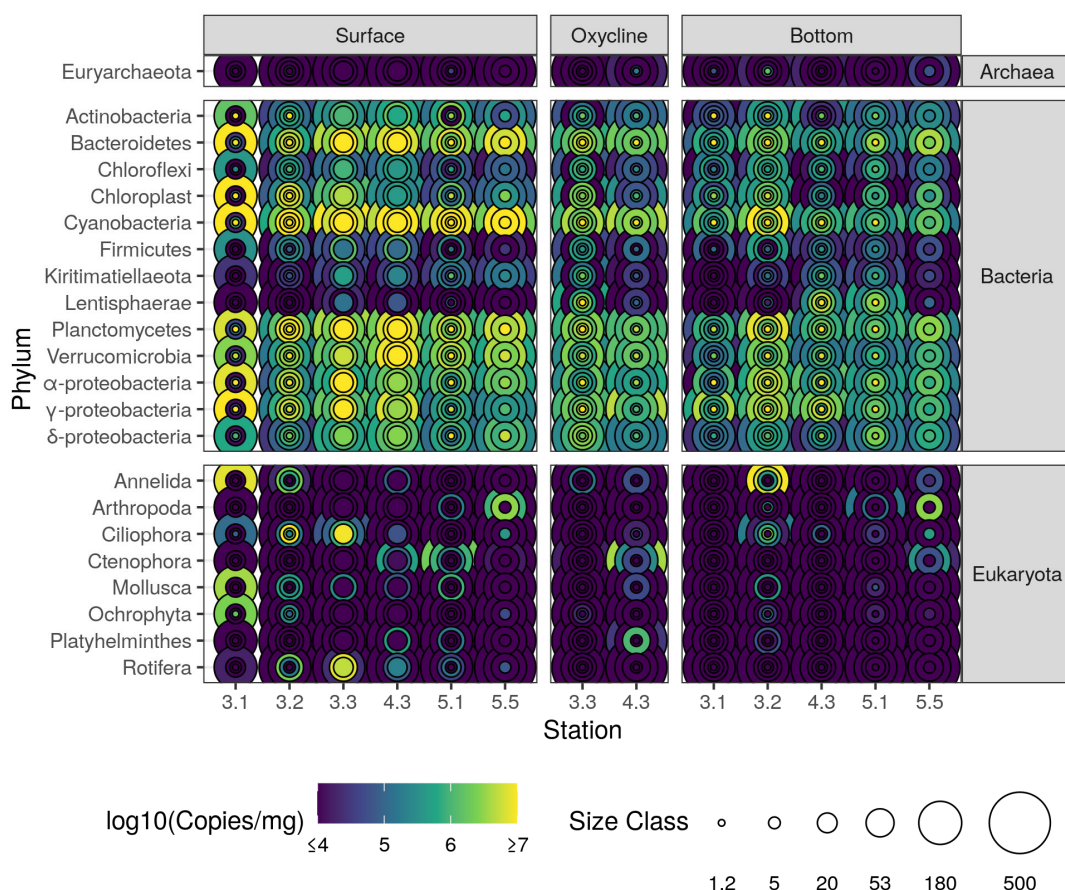 Surface Oxycline Bottom
Euryarchaeota Archaea
Actinobacteria
Bacteroidetes
Chloroflexi
Chloroplast
Cyanobacteria
Firmicutes
Kiritimatiellaeota Bacteria
Lentisphaerae
Planctomycetes
Verrucomicrobia
α-proteobacteria
γ-proteobacteria
δ-proteobacteria
Annelida
Arthropoda
Ciliophora
Ctenophora
Mollusca Eukaryota
Ochrophyta
Platyhelminthes
Rotifera
Phylum
3.1 3.2 3.3 4.3 5.1 5.5 3.3 4.3 3.1 3.2 4.3 5.1 5.5
Station
log10(Copies/mg) Size Class
≤4 5 6 ≥7
1.2 5 20 53 180 500